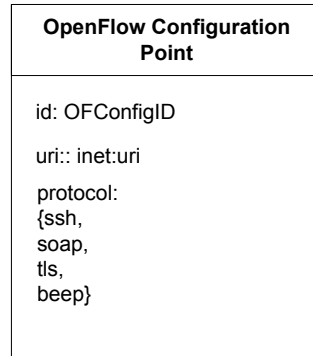 OpenFlow Configuration
Point
id: OFConfigID
uri:: inet:uri
protocol:
{ssh,
soap,
tls,
beep}